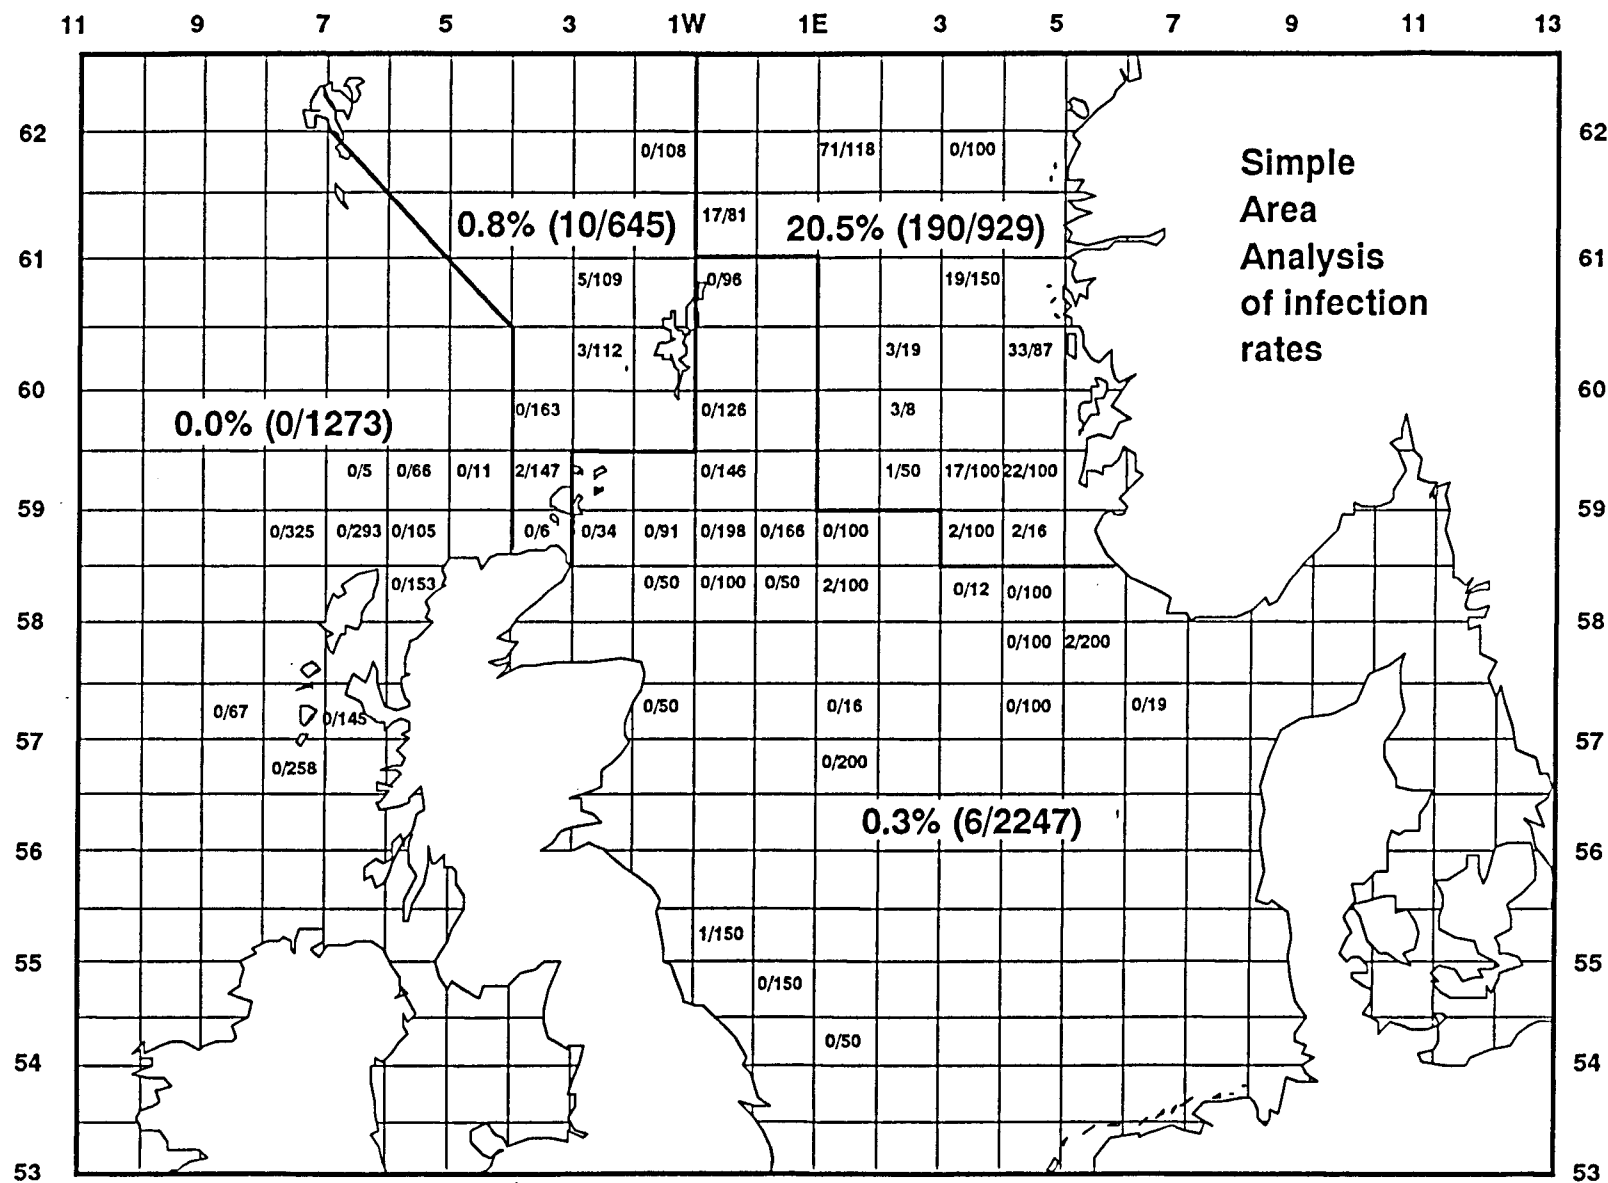 11 9 7 5 3 1W 1E 3 5 7 9 11 13
62 62
0/108 71/118 0/100
Simple
Area
Analysis
of infection
rates
17/81
0.8% (10/645) 20.5% (190/929)
61 61
5/109 0/96 19/150
3/112 3/19 33/87
60 60
0/163 0/126 3/8
0.0% (0/1273)
0/5 0/66 0/11 2/147 0/146 1/50 17/100 22/100
59 59
0/325 0/293 0/105 0/6 0/34 0/91 0/198 0/166 0/100 2/100 2/16
0/153 0/50 0/100 0/50 2/100 0/12 0/100
58 58
0/100 2/200
0/67 0/145 0/50 0/16 0/100 0/19
57 57
0/258 0/200
0.3% (6/2247)
56 56
1/150
55 55
0/150
0/50
54 54
53 53